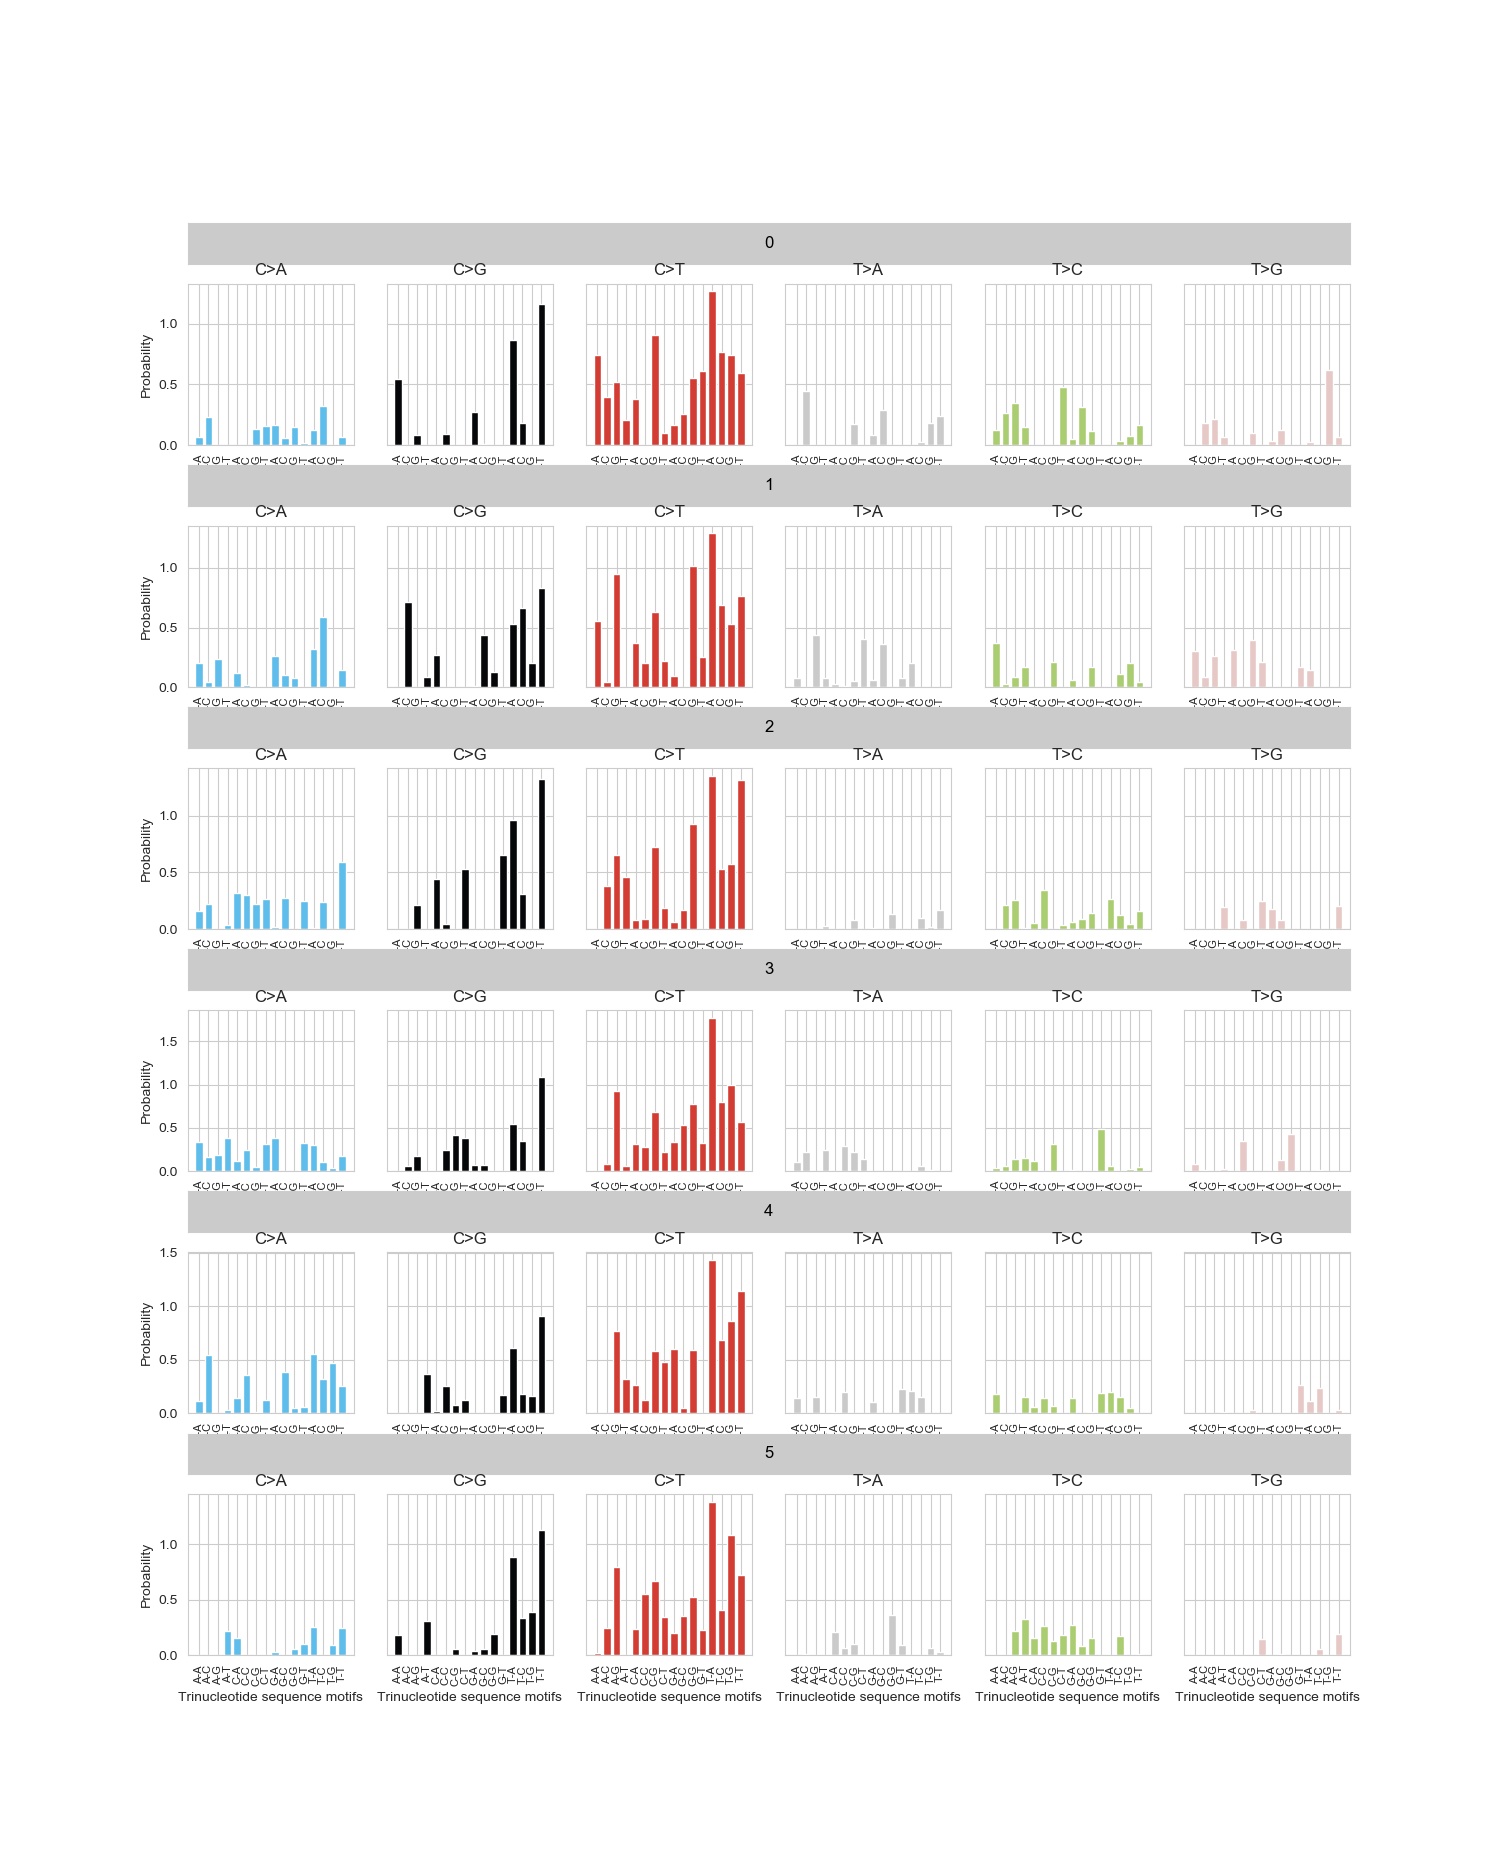 0
C>A C>G C>T T>A T>C T>G
Probability
1.0
0.5
0.0
-A C G -T A C G -T A C G -T A C G -T
1
C>A C>G C>T T>A T>C T>G
Probability
1.0
0.5
0.0
-A C G -T A C G -T A C G -T A C G -T
2
C>A C>G C>T T>A T>C T>G
Probability
1.0
0.5
0.0
-A C G -T A C G -T A C G -T A C G -T
3
C>A C>G C>T T>A T>C T>G
Probability
1.5
1.0
0.5
0.0
-A C G -T A C G -T A C G -T A C G -T
4
C>A C>G C>T T>A T>C T>G
Probability
1.5
1.0
0.5
0.0
-A C G -T A C G -T A C G -T A C G -T
5
C>A C>G C>T T>A T>C T>G
Probability
1.0
0.5
0.0
A-A A-C A-G A-T C-A C-C C-G C-T G-A G-C G-G G-T T-A T-C T-G T-T
Trinucleotide sequence motifs Trinucleotide sequence motifs Trinucleotide sequence motifs Trinucleotide sequence motifs Trinucleotide sequence motifs Trinucleotide sequence motifs